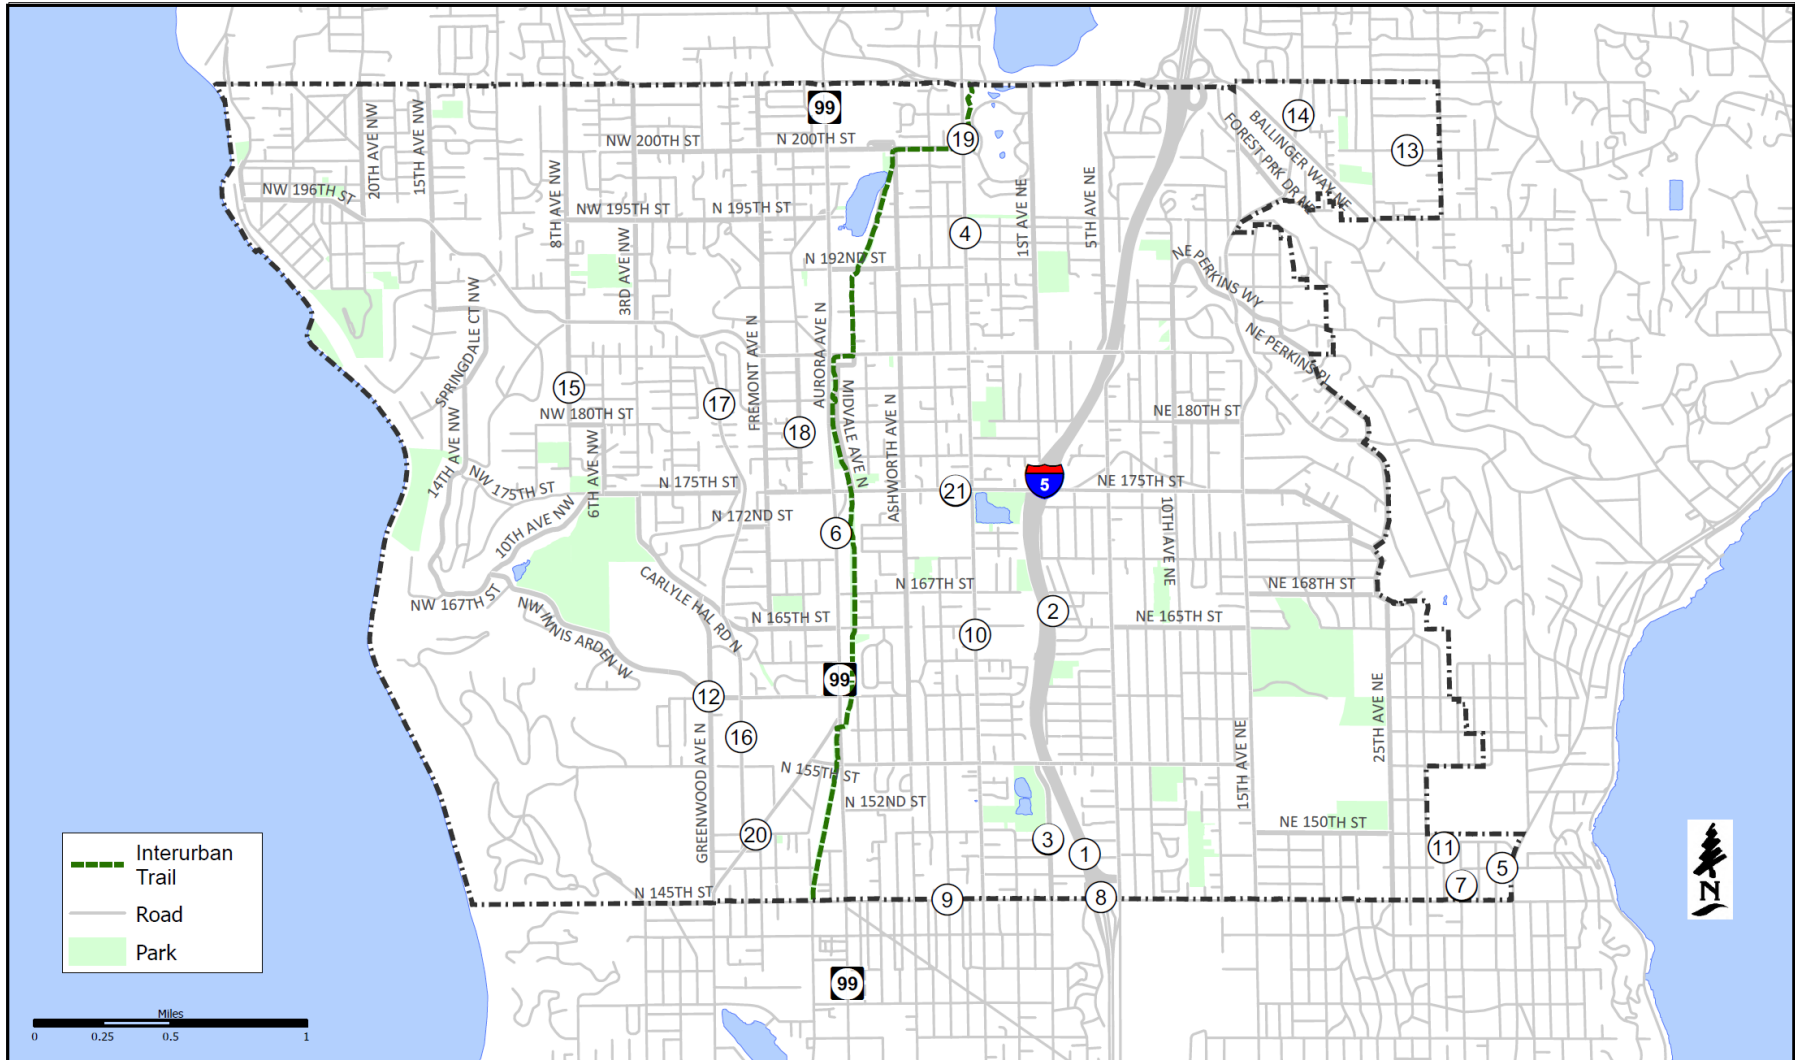 99
14
BALLINGER WAY NE
FOREST PRK DR NE
13
19
NW 200TH ST
N 200TH ST
20TH AVE NW
15TH AVE NW
8TH AVE NW
NW 196TH ST
NW 195TH ST
N 195TH ST
4
1ST AVE NE
5TH AVE NE
3RD AVE NW
N 192ND ST
NE PERKINS WY
NE PERKINS PL
SPRINGDALE CT NW
FREMONT AVE N
AURORA AVE N
MIDVALE AVE N
ASHWORTH AVE N
15
17
18
NW 180TH ST
NE 180TH ST
14TH AVE NW
NW 175TH ST
6TH AVE NW
N 175TH ST
21
5
NE 175TH ST
10TH AVE NW
N 172ND ST
6
10TH AVE NE
CARLYLE HAL RD N
N 167TH ST
NE 168TH ST
NW 167TH ST
NW INNIS ARDEN W
N 165TH ST
2
NE 165TH ST
10
99
12
16
25TH AVE NE
GREENWOOD AVE N
N 155TH ST
15TH AVE NE
N 152ND ST
20
3
1
NE 150TH ST
11
5
7
N 145TH ST
9
8
99
Interurban
Trail
Road
Park
N
Miles
0
0.25
0.5
1